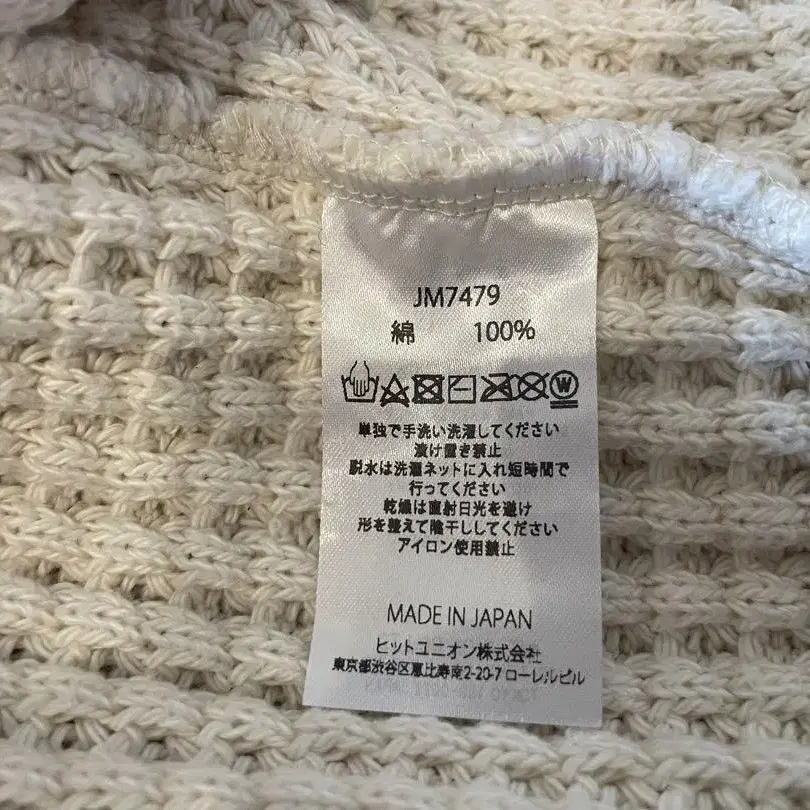 JM7479
綿 100%
W
単独で手洗い洗濯してください
漬け置き禁止
脱水は洗濯ネットに入れ短時間で
行ってください
乾燥は直射日光を避け
形を整えて陰干ししてください
アイロン使用禁止
MADE IN JAPAN
ヒットユニオン株式会社
東京都渋谷区恵比寿南2-20-7 ローレルビル